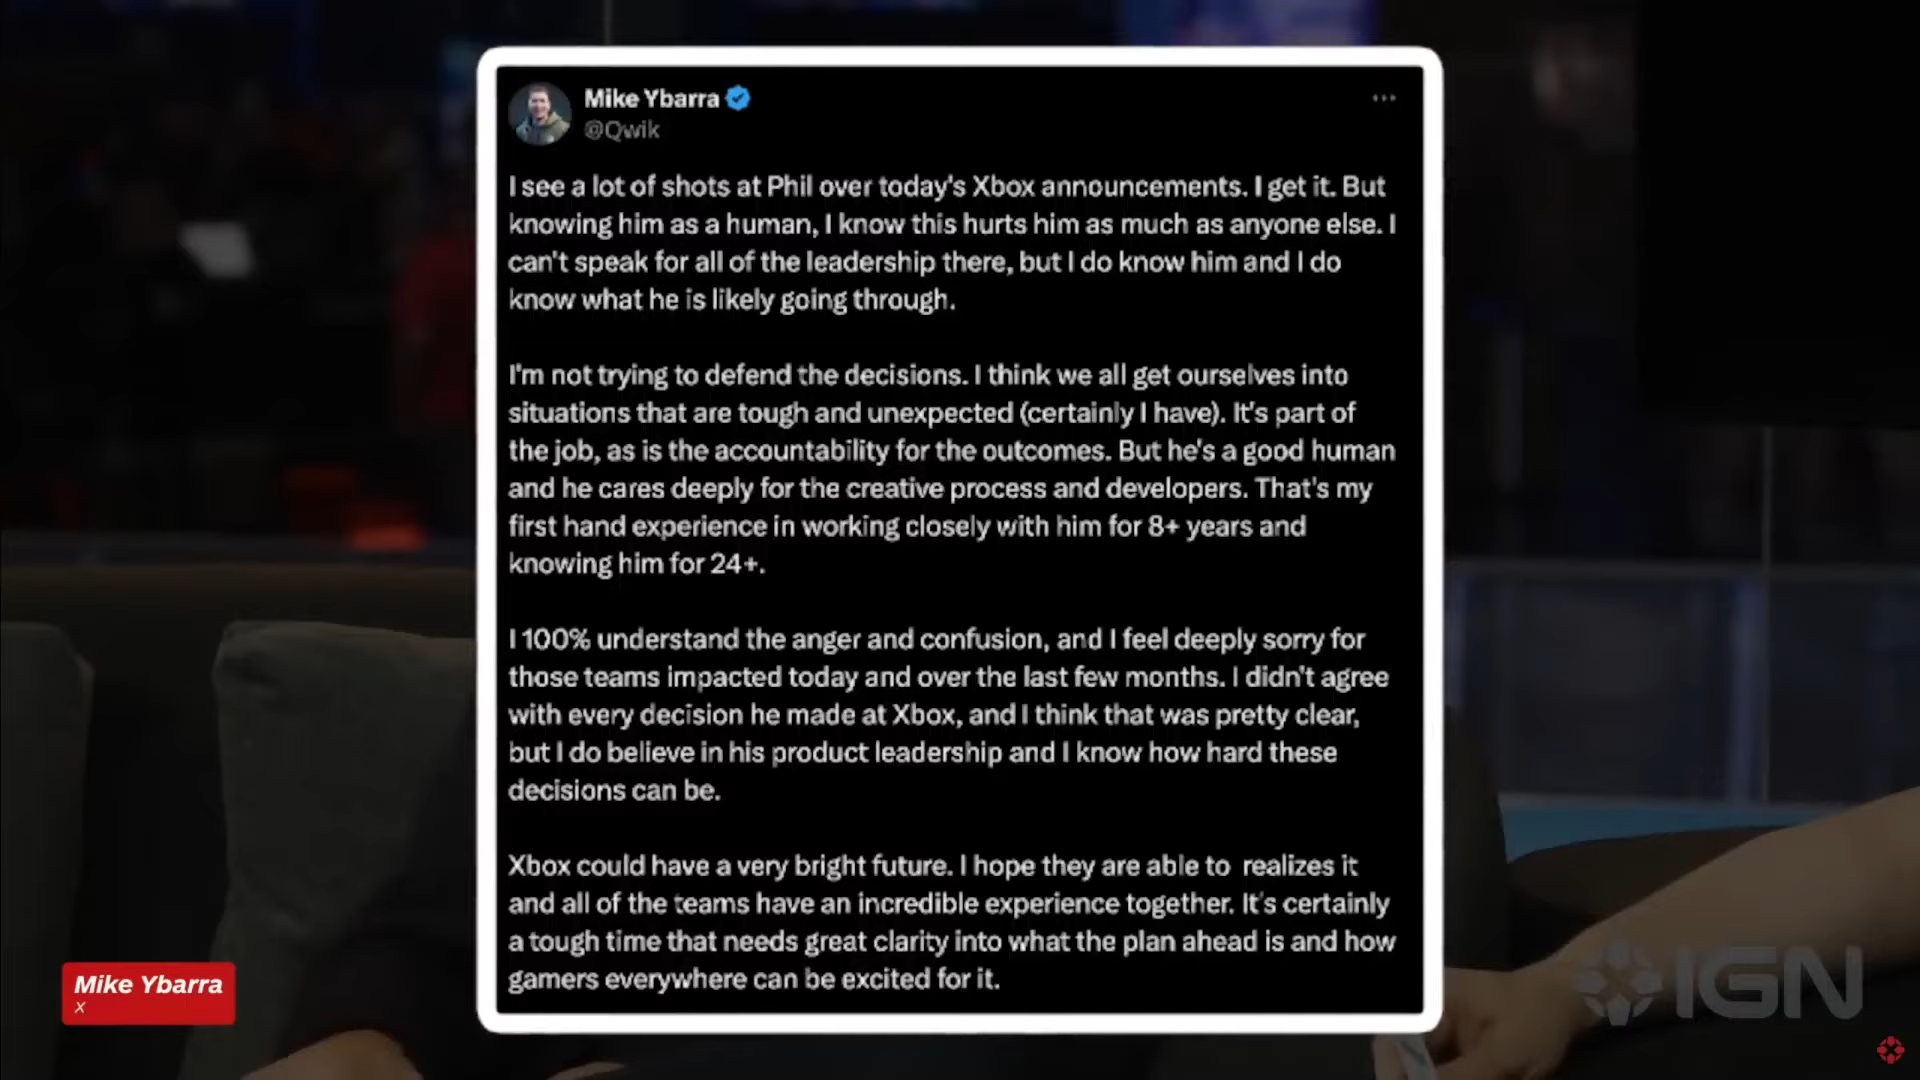 Mike Ybarra
@Qwik
I see a lot of shots at Phil over today's Xbox announcements. I get it. But
knowing him as a human, I know this hurts him as much as anyone else. I
can't speak for all of the leadership there, but I do know him and I do
know what he is likely going through.
I'm not trying to defend the decisions. I think we all get ourselves into
situations that are tough and unexpected (certainly I have). It's part of
the job, as is the accountability for the outcomes. But he's a good human
and he cares deeply for the creative process and developers. That's my
first hand experience in working closely with him for 8+ years and
knowing him for 24+.
I 100% understand the anger and confusion, and I feel deeply sorry for
those teams impacted today and over the last few months. I didn't agree
with every decision he made at Xbox, and I think that was pretty clear,
but I do believe in his product leadership and I know how hard these
decisions can be.
Xbox could have a very bright future. I hope they are able to realizes it
and all of the teams have an incredible experience together. It's certainly
a tough time that needs great clarity into what the plan ahead is and how
gamers everywhere can be excited for it.
Mike Ybarra
X
IGN